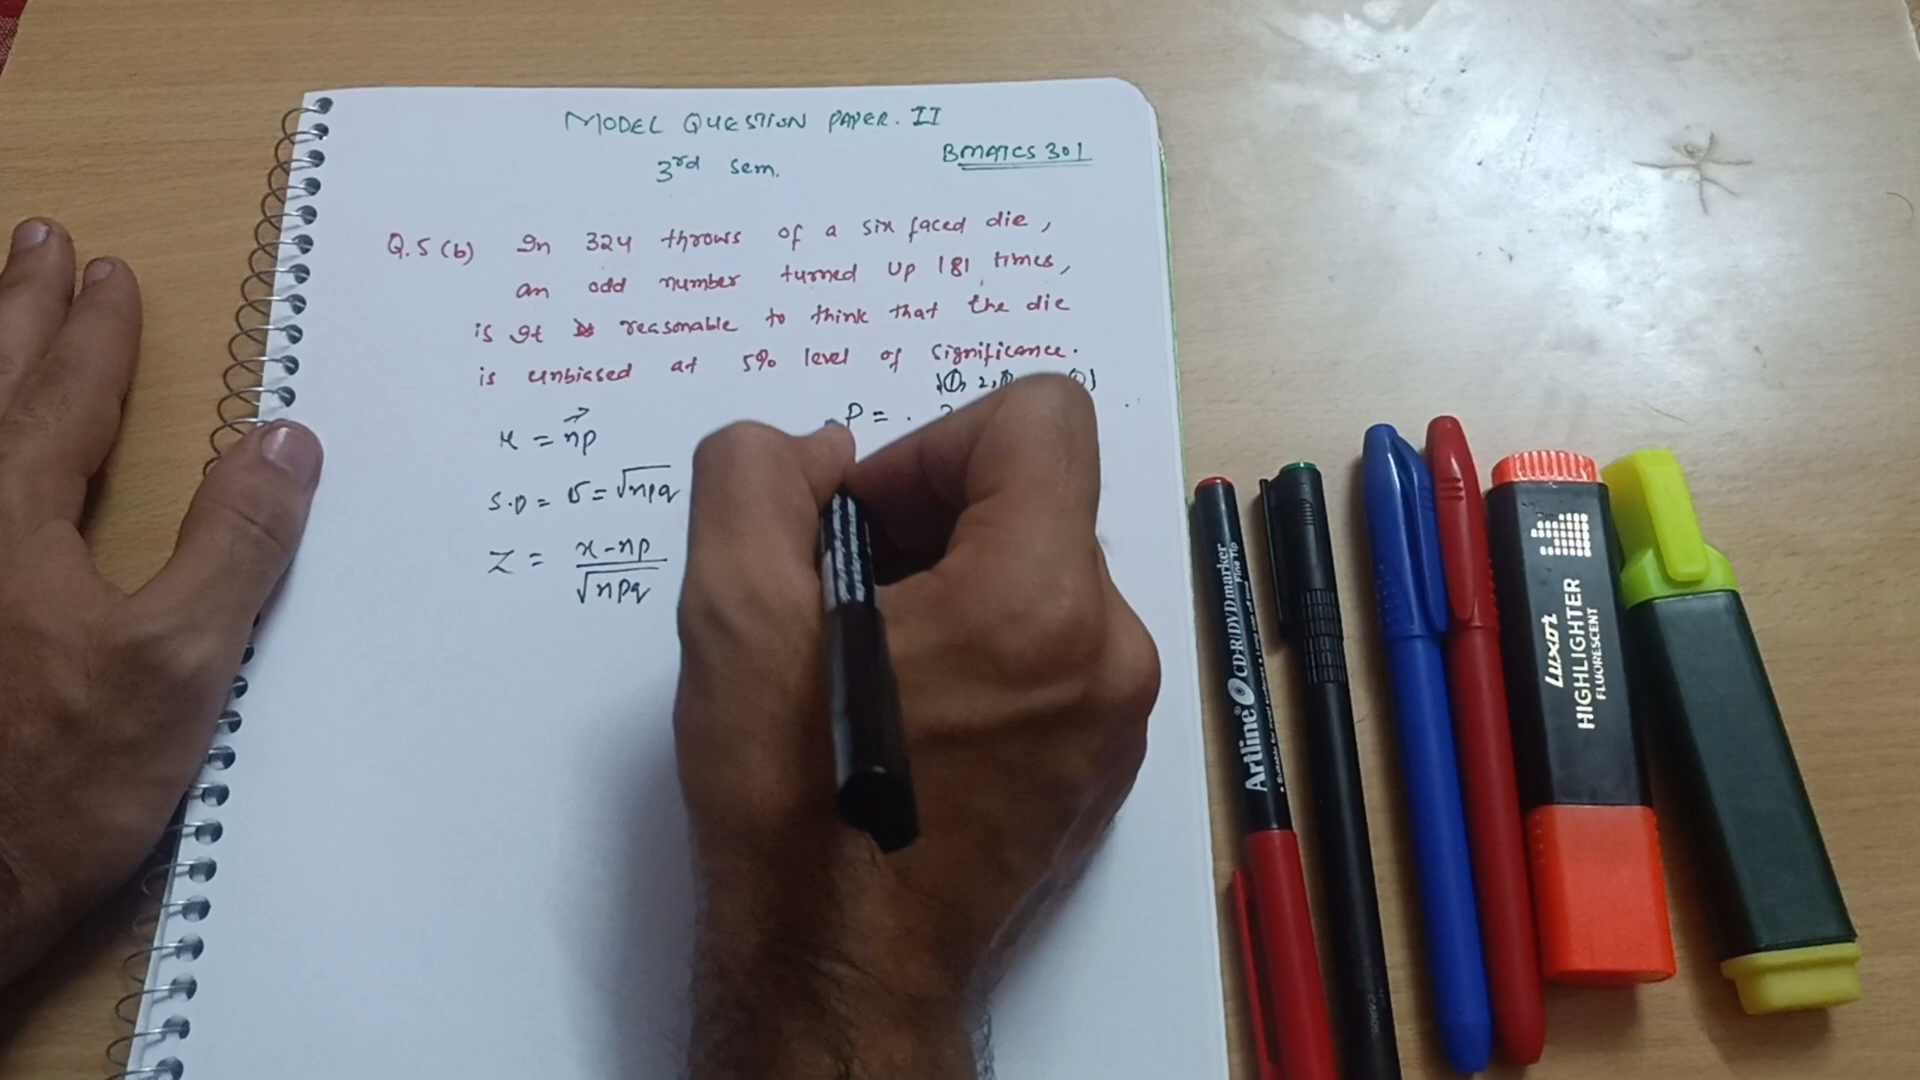 MODEL QUESTION PAPER. II
3rd sem.
BMATCS 301
Q.5 (b) In 324 throws of a six faced die,
an odd number turned up 181 times,
is It reasonable to think that the die
is unbiased at 5% level of significance.
P =
μ = np
S.D = σ = √npq
Z = x - np
√npq
Artline CD-R/DVD marker
Fine Tip
Luxor
HIGHLIGHTER
FLUORESCENT